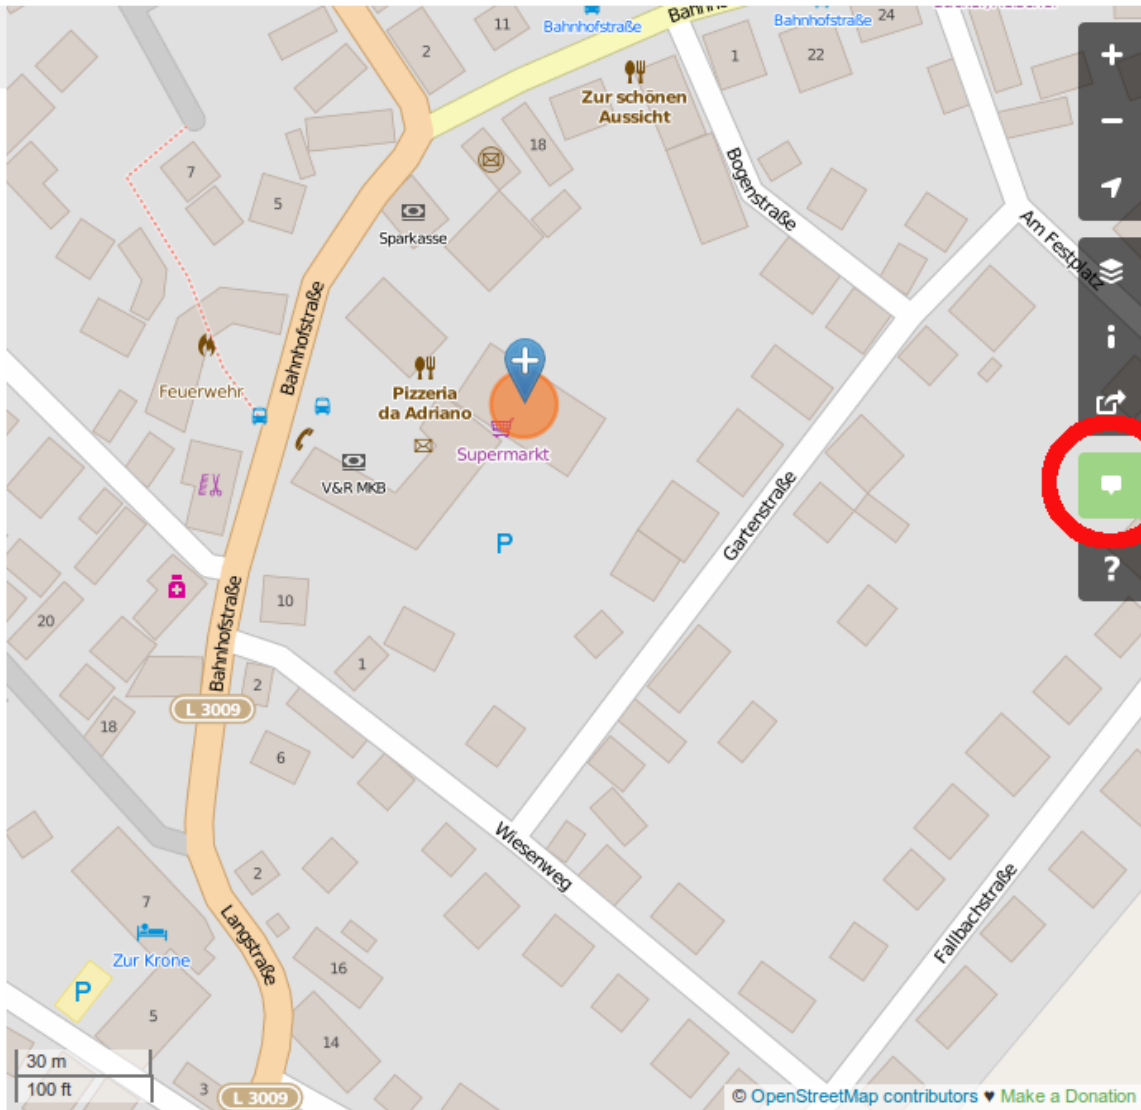 11
Bahnhofstraße
Bahnhofstraße
24
2
1
22
Zur schönen
Aussicht
18
7
5
Sparkasse
Bogenstraße
Am Festplatz
Bahnhofstraße
Feuerwehr
Pizzeria
da Adriano
Supermarkt
V&R MKB
P
Gartenstraße
?
10
20
Bahnhofstraße
1
2
L 3009
18
6
Wiesenweg
2
7
Langstraße
Fallbachstraße
Zur Krone
16
P
5
14
30 m
100 ft
3
L 3009
© OpenStreetMap contributors ♥ Make a Donation